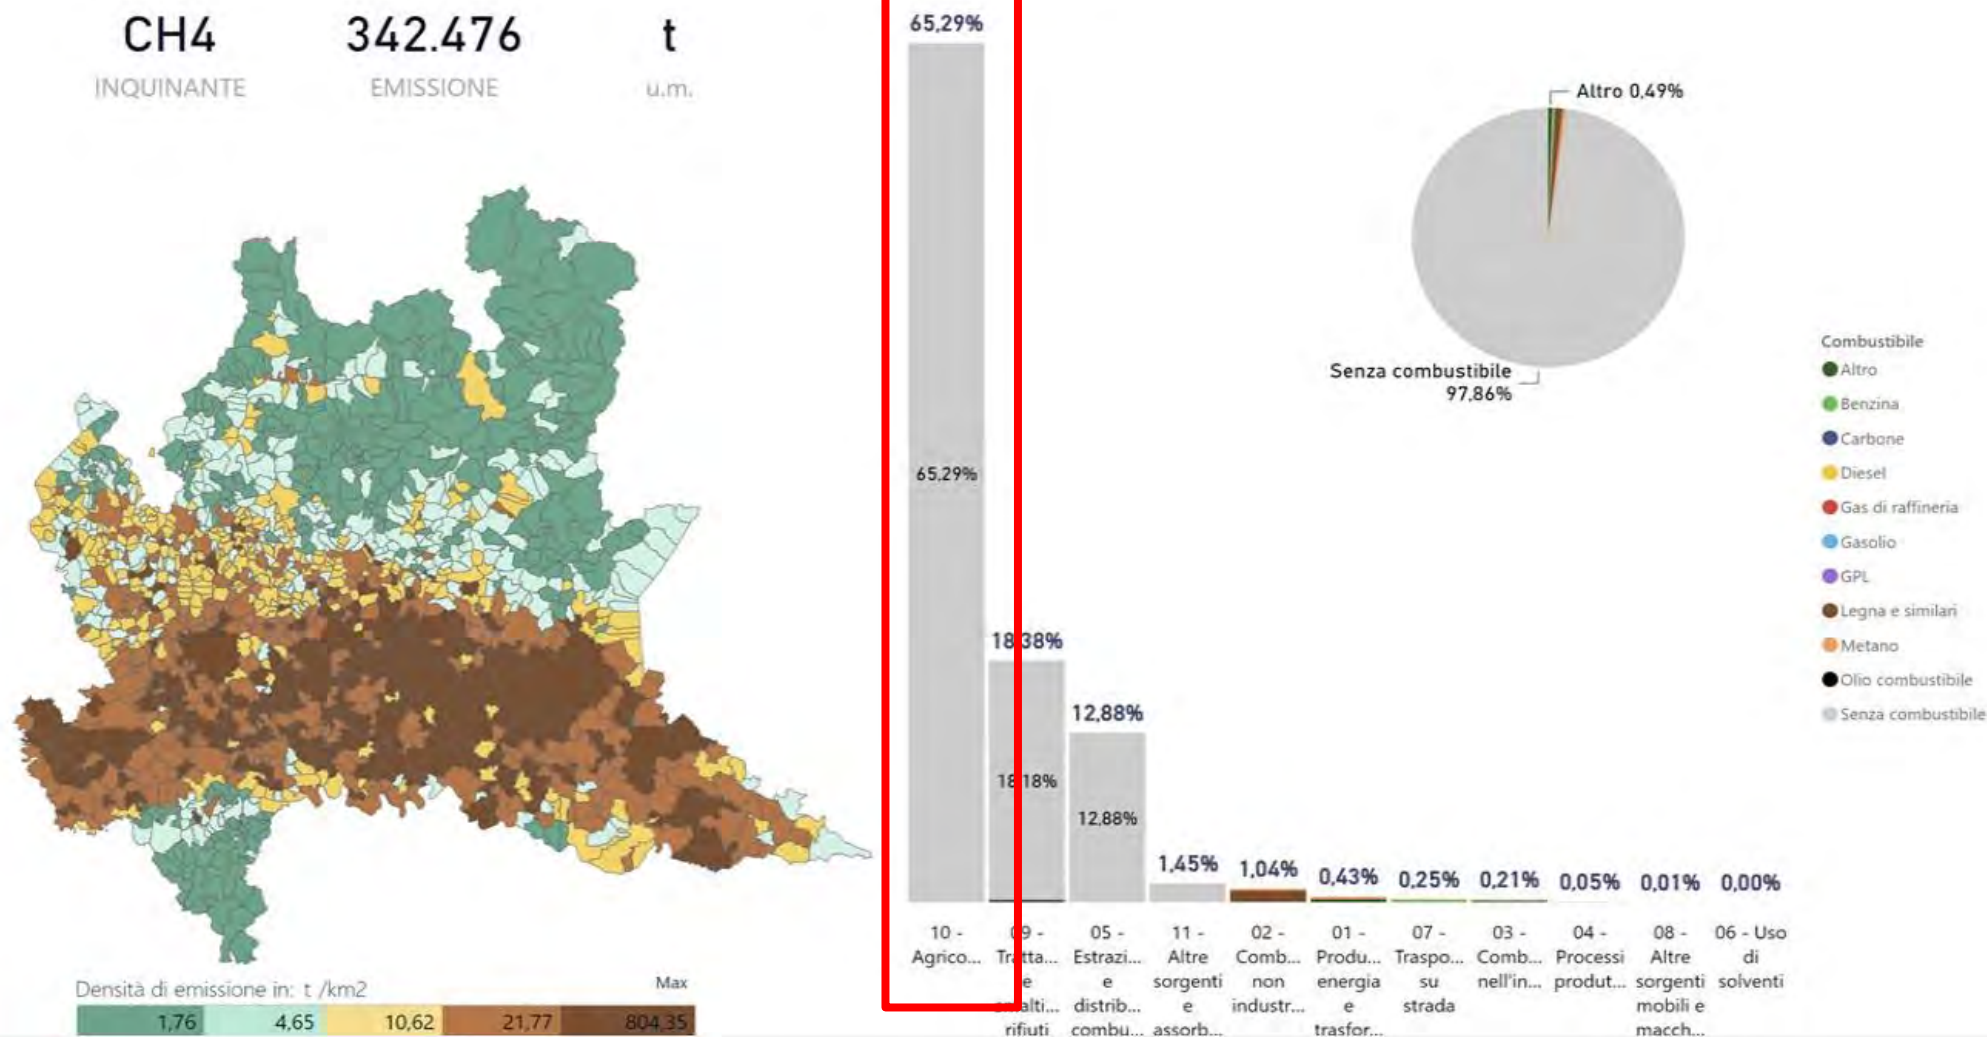 CH4 342.476 t
INQUINANTE EMISSIONE u.m.
Densità di emissione in: t /km2 Max
1,76 4,65 10,62 21,77 804,35
65,29%
65,29%
18,38%
18,18%
12,88%
12,88%
1,45%
1,04%
0,43%
0,25%
0,21%
0,05%
0,01%
0,00%
10 -
Agrico...
09 -
Tratta...
e
smalti...
rifiuti
05 -
Estrazi...
e
distrib...
combu...
11 -
Altre
sorgenti
e
assorb...
02 -
Comb...
non
industr...
01 -
Produ...
energia
e
trasfor...
07 -
Traspo...
su
strada
03 -
Comb...
nell'in...
04 -
Processi
produt...
08 -
Altre
sorgenti
mobili e
macch...
06 - Uso
di
solventi
Altro 0,49%
Senza combustibile
97,86%
Combustibile
Altro
Benzina
Carbone
Diesel
Gas di raffineria
Gasolio
GPL
Legna e similari
Metano
Olio combustibile
Senza combustibile